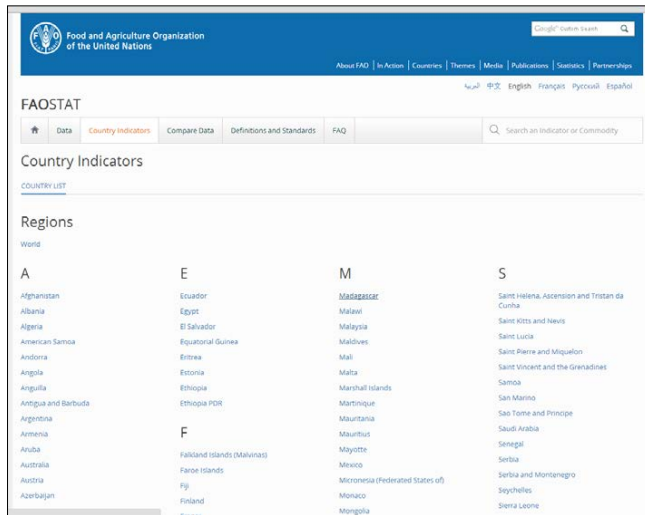 Food and Agriculture Organization
of the United Nations
Google™ Custom Search
About FAO | In Action | Countries | Themes | Media | Publications | Statistics | Partnerships
العربية 中文 English Français Русский Español
FAOSTAT
Data Country Indicators Compare Data Definitions and Standards FAQ
Search an Indicator or Commodity
Country Indicators
COUNTRY LIST
Regions
World
A
Afghanistan
Albania
Algeria
American Samoa
Andorra
Angola
Anguilla
Antigua and Barbuda
Argentina
Armenia
Aruba
Australia
Austria
Azerbaijan
E
Ecuador
Egypt
El Salvador
Equatorial Guinea
Eritrea
Estonia
Ethiopia
Ethiopia PDR
F
Falkland Islands (Malvinas)
Faroe Islands
Fiji
Finland
M
Madagascar
Malawi
Malaysia
Maldives
Mali
Malta
Marshall Islands
Martinique
Mauritania
Mauritius
Mayotte
Mexico
Micronesia (Federated States of)
Monaco
Mongolia
S
Saint Helena, Ascension and Tristan da
Cunha
Saint Kitts and Nevis
Saint Lucia
Saint Pierre and Miquelon
Saint Vincent and the Grenadines
Samoa
San Marino
Sao Tome and Principe
Saudi Arabia
Senegal
Serbia
Serbia and Montenegro
Seychelles
Sierra Leone